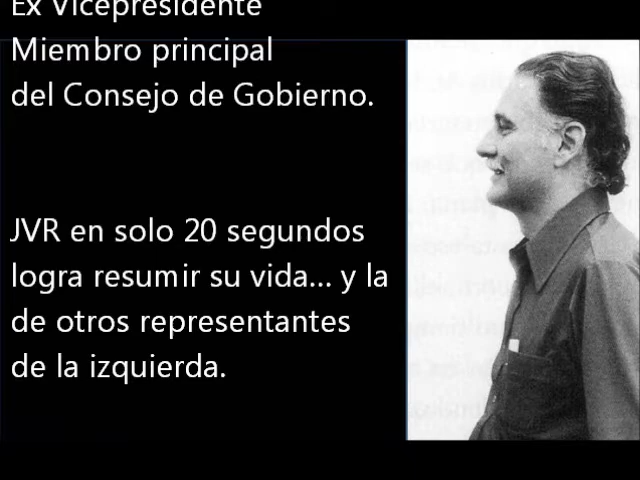 Ex Vicepresidente
Miembro principal
del Consejo de Gobierno.
JVR en solo 20 segundos
logra resumir su vida... y la
de otros representantes
de la izquierda.